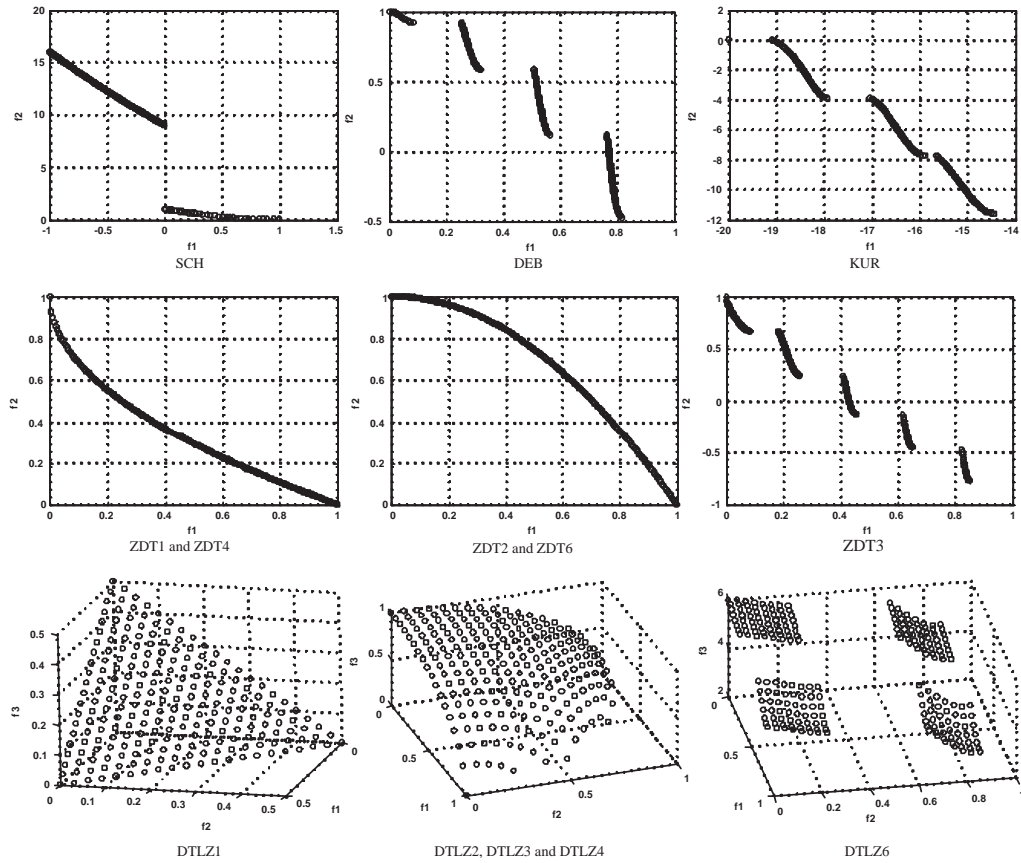 20
15
f2
10
5
0
-1 -0.5 0 0.5 1 1.5
f1
SCH
1
0.5
f2
0
-0.5
0 0.2 0.4 0.6 0.8 1
f1
DEB
2
0
-2
-4
f2
-6
-8
-10
-12
-20 -19 -18 -17 -16 -15 -14
f1
KUR
1
0.8
0.6
f2
0.4
0.2
0
0 0.2 0.4 0.6 0.8 1
f1
ZDT1 and ZDT4
1
0.8
0.6
f2
0.4
0.2
0
0 0.2 0.4 0.6 0.8 1
f1
ZDT2 and ZDT6
1
0.5
f2
0
-0.5
-1
0 0.2 0.4 0.6 0.8 1
f1
ZDT3
0.5
0.4
0.3
f3
0.2
0.1
0
0 0.1 0.2 0.3 0.4 0.5
f2
0.5
f1
0
DTLZ1
1
f3
0.5
0
0
0.5
f1
1
0
0.5
f2
1
DTLZ2, DTLZ3 and DTLZ4
6
f3
4
2
0
0.5
f1
1
0 0.2 0.4 0.6 0.8 1
f2
DTLZ6